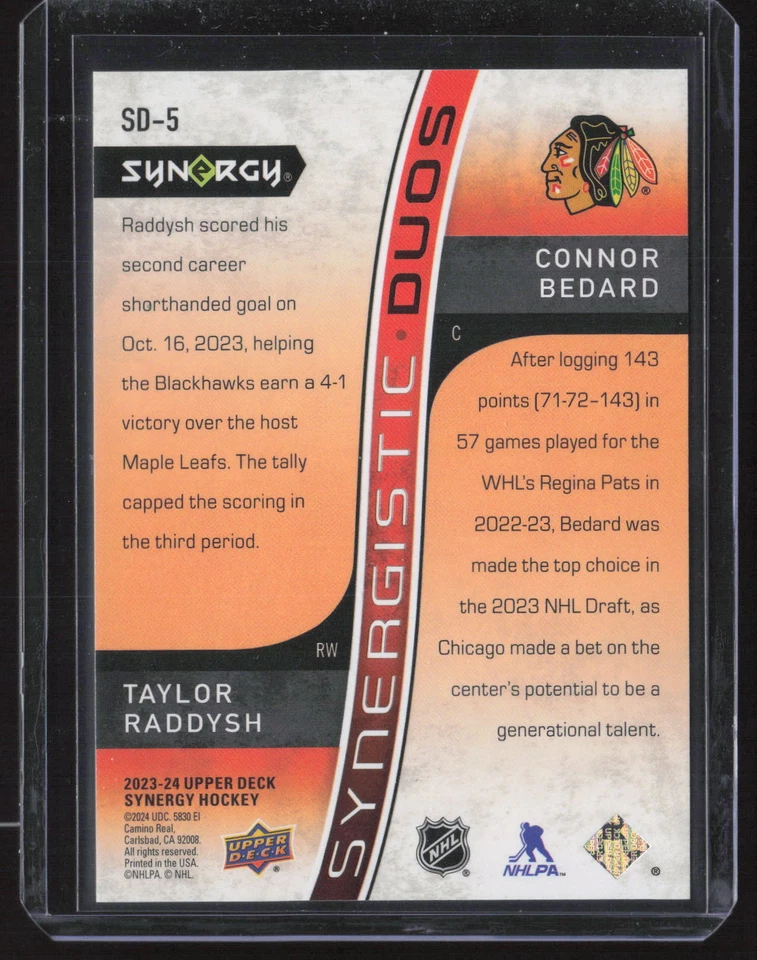 SD-5
SYNERGY®
Raddysh scored his
second career
shorthanded goal on
Oct. 16, 2023, helping
the Blackhawks earn a 4-1
victory over the host
Maple Leafs. The tally
capped the scoring in
the third period.
RW
TAYLOR
RADDYSH
2023-24 UPPER DECK
SYNERGY HOCKEY
©2024 UDC. 5830 El
Camino Real,
Carlsbad, CA 92008.
All rights reserved.
Printed in the USA.
©NHLPA. © NHL.
UPPER
D·E·C·K
®
SYNERGISTIC • DUOS
®
CONNOR
BEDARD
C
After logging 143
points (71-72–143) in
57 games played for the
WHL's Regina Pats in
2022-23, Bedard was
made the top choice in
the 2023 NHL Draft, as
Chicago made a bet on the
center's potential to be a
generational talent.
NHL
®
NHLPA™
®